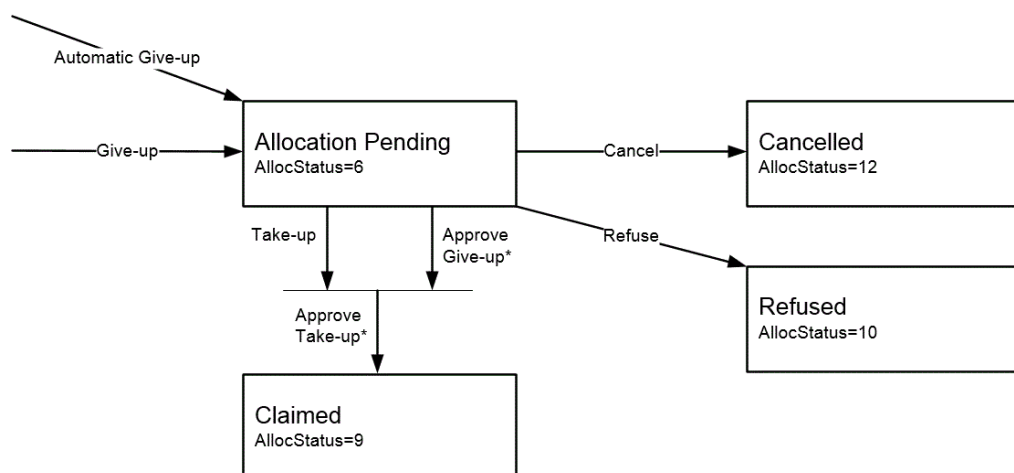 Automatic Give-up
Give-up
Allocation Pending
AllocStatus=6
Cancel
Cancelled
AllocStatus=12
Take-up
Approve
Give-up*
Refuse
Refused
AllocStatus=10
Approve
Take-up*
Claimed
AllocStatus=9